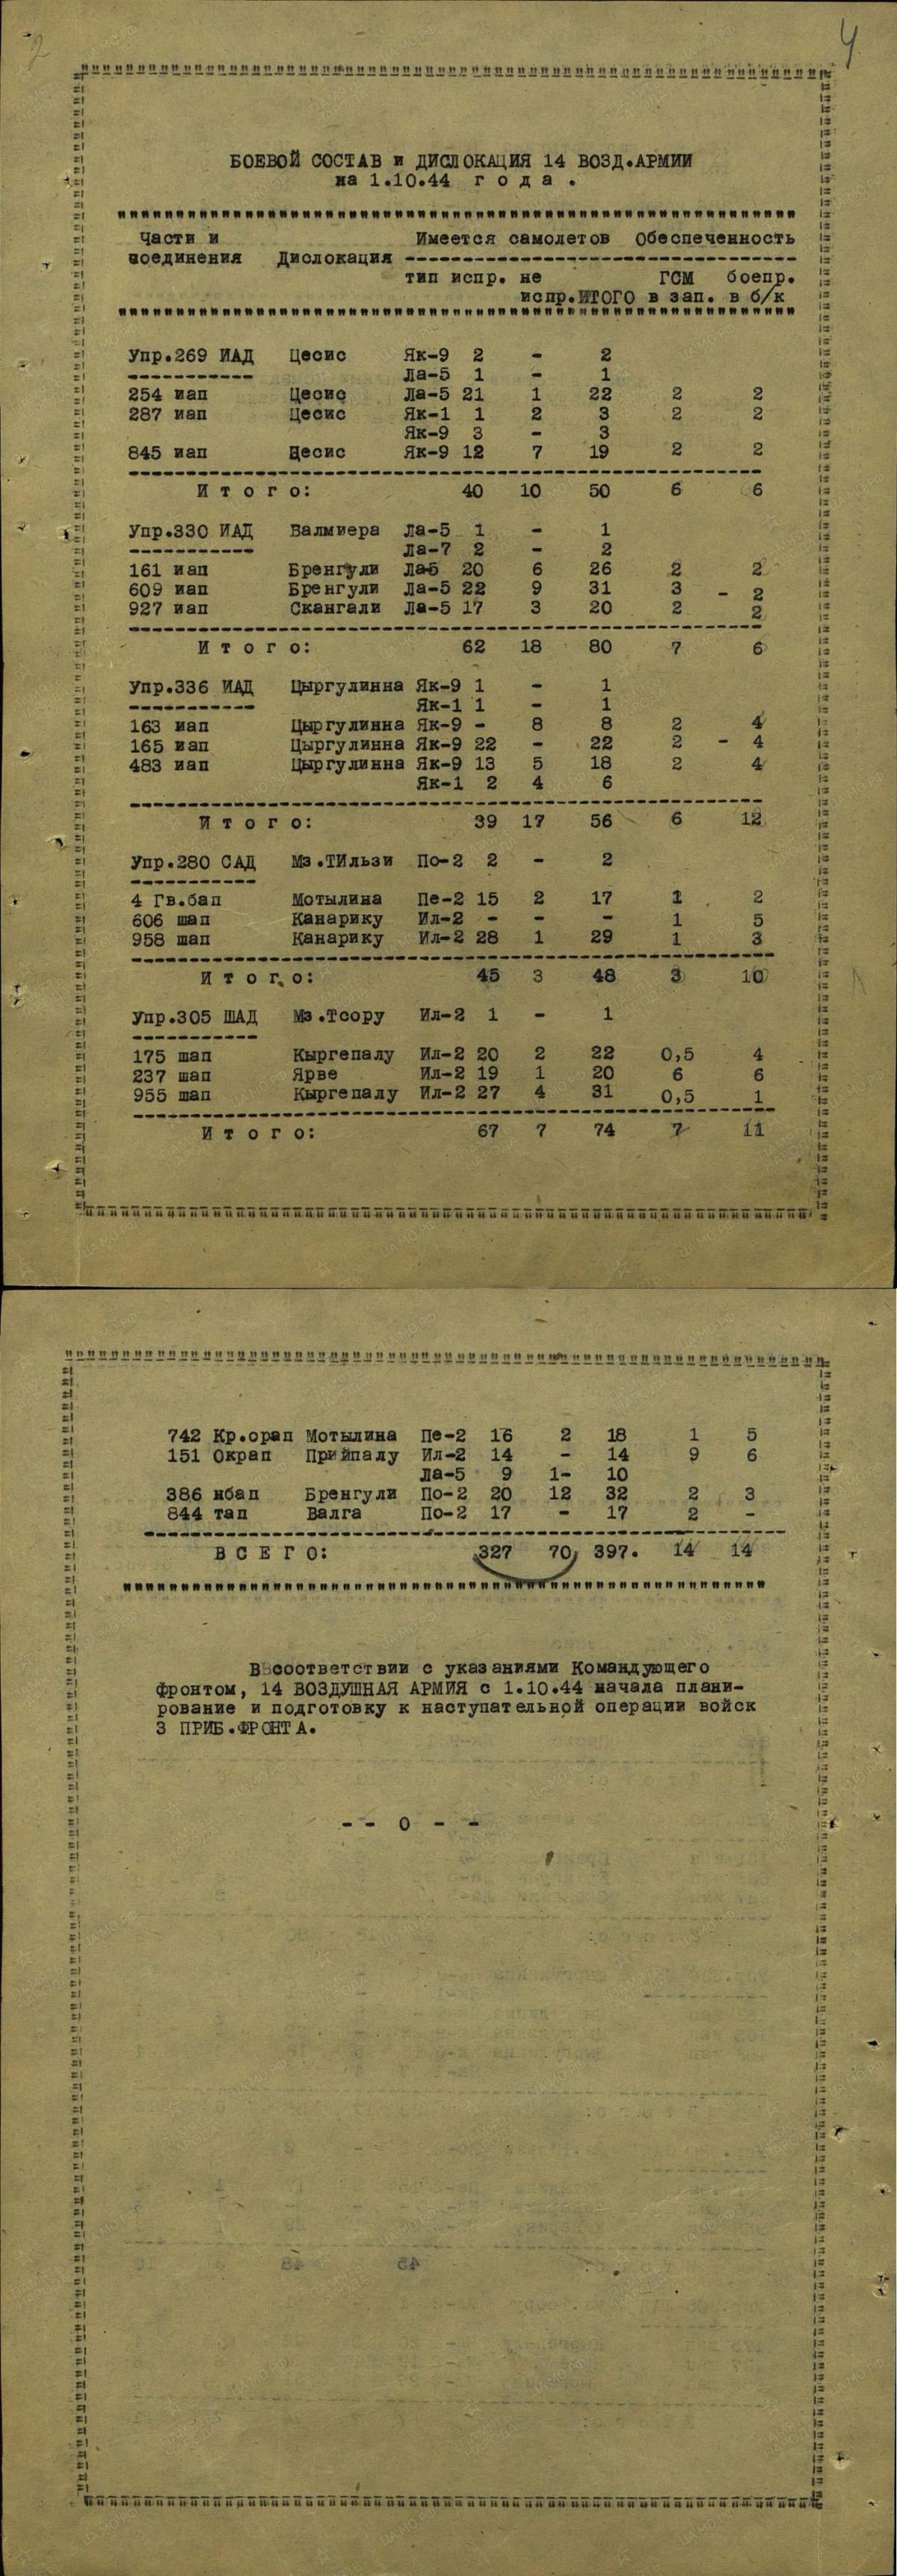 2
4
БОЕВОЙ СОСТАВ и ДИСЛОКАЦИЯ 14 ВОЗД.АРМИИ
на 1.10.44 г о д а .
Части и Имеется самолетов Обеспеченность
соединения Дислокация
тип испр. не ГСМ боепр.
испр.ИТОГО в зап. в б/к
Упр.269 ИАД Цесис Як-9 2 - 2
Ла-5 1 - 1
254 иап Цесис Ла-5 21 1 22 2 2
287 иап Цесис Як-1 1 2 3 2 2
Як-9 3 - 3
845 иап Цесис Як-9 12 7 19 2 2
И т о г о: 40 10 50 6 6
Упр.330 ИАД Валмиера Ла-5 1 - 1
Ла-7 2 - 2
161 иап Бренгули Ла5 20 6 26 2 2
609 иап Бренгули Ла-5 22 9 31 3 - 2
927 иап Скангали Ла-5 17 3 20 2 2
И т о г о: 62 18 80 7 6
Упр.336 ИАД Цыргулинна Як-9 1 - 1
Як-1 1 - 1
163 иап Цыргулинна Як-9 - 8 8 2 4
165 иап Цыргулинна Як-9 22 - 22 2 - 4
483 иап Цыргулинна Як-9 13 5 18 2 4
Як-1 2 4 6
И т о г о: 39 17 56 6 12
Упр.280 САД Мз.ТИльзи По-2 2 - 2
4 Гв.бап Мотылина Пе-2 15 2 17 1 2
606 шап Канарику Ил-2 - - - 1 5
958 шап Канарику Ил-2 28 1 29 1 3
И т о г о: 45 3 48 3 10
Упр.305 ШАД Мз.Тсору Ил-2 1 - 1
175 шап Кыргепалу Ил-2 20 2 22 0,5 4
237 шап Ярве Ил-2 19 1 20 6 6
955 шап Кыргепалу Ил-2 27 4 31 0,5 1
И т о г о: 67 7 74 7 11
742 Кр.орап Мотылина Пе-2 16 2 18 1 5
151 Окрап Прийпалу Ил-2 14 - 14 9 6
Ла-5 9 1- 10
386 нбап Бренгули По-2 20 12 32 2 3
844 тап Валга По-2 17 - 17 2 -
В С Е Г О: 327 70 397. 14 14
В соответствии с указаниями Командующего
фронтом, 14 ВОЗДУШНАЯ АРМИЯ с 1.10.44 начала плани-
рование и подготовку к наступательной операции войск
3 ПРИБ.ФРОНТА.
- - о - -